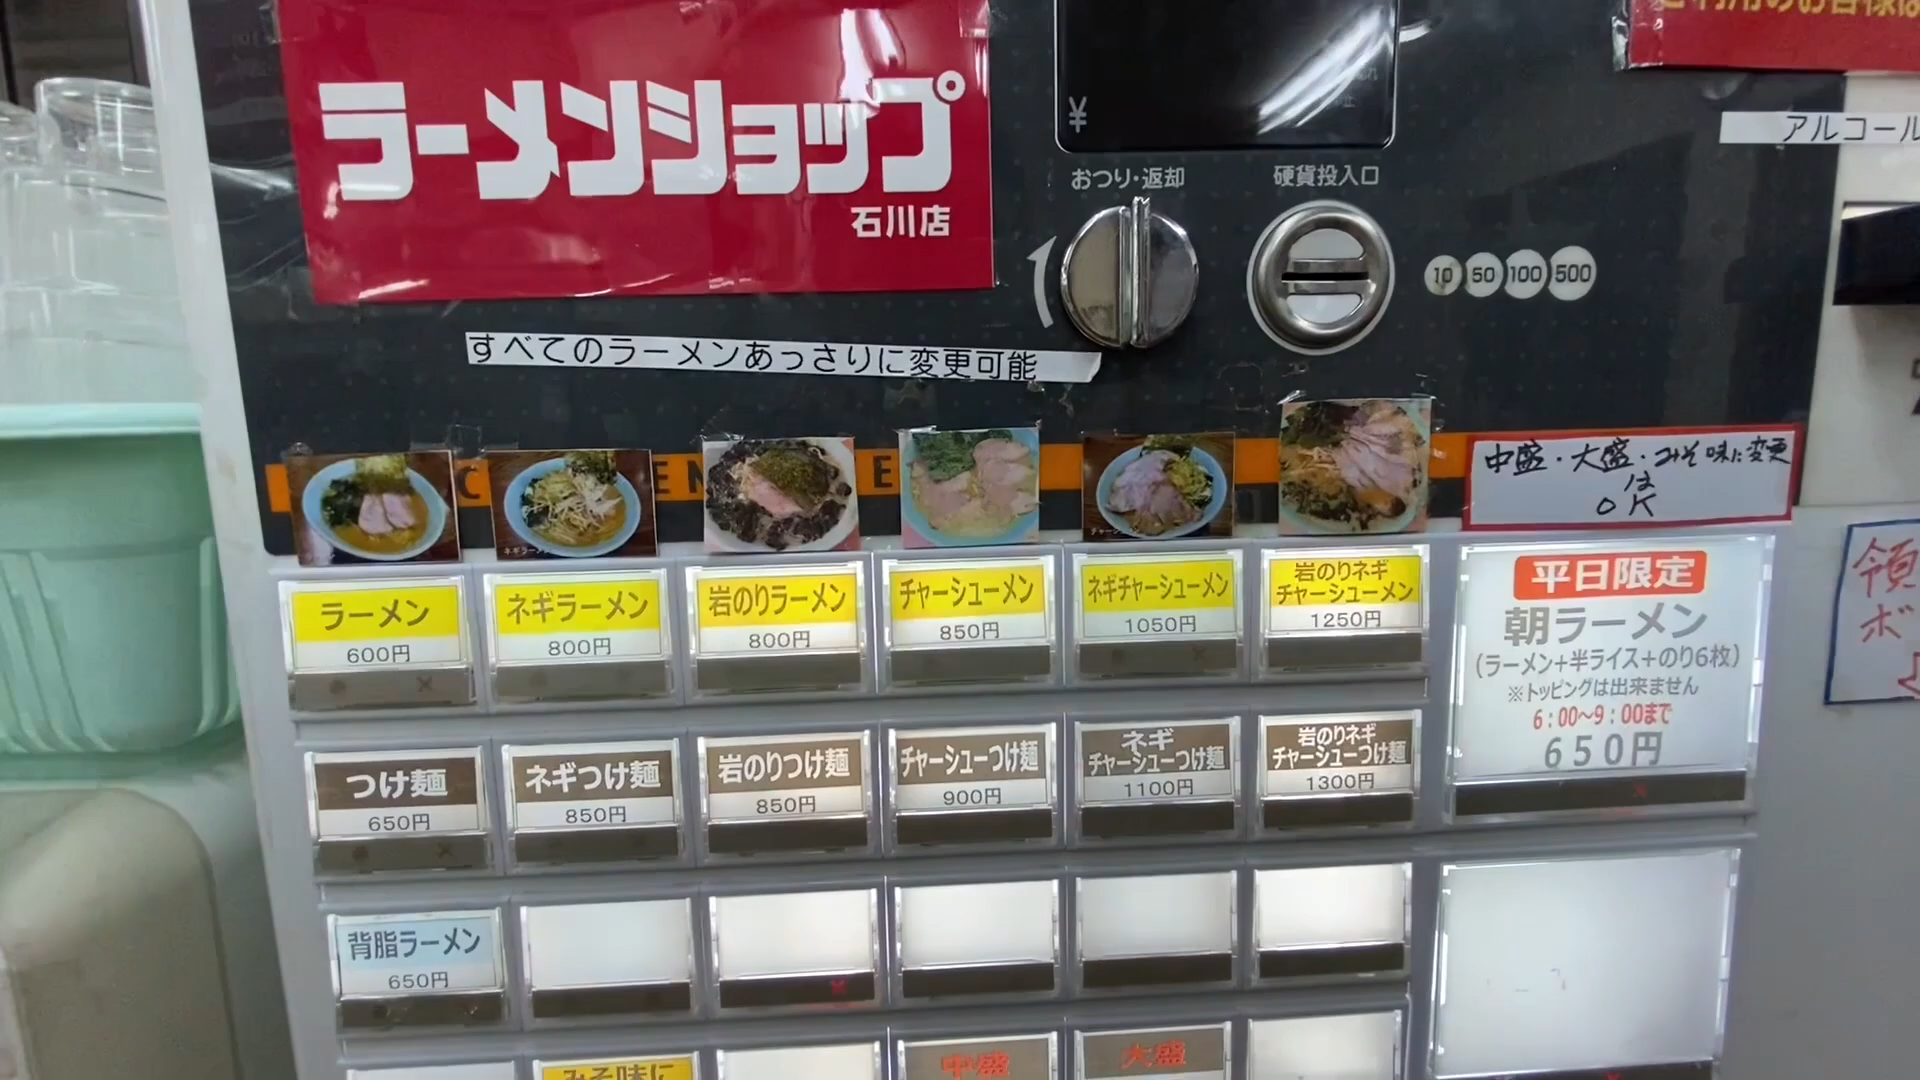 ラーメンショップ
石川店
¥
おつり・返却
硬貨投入口
10 50 100 500
アルコール
すべてのラーメンあっさりに変更可能
中盛・大盛・みそ味に変更
は
OK
ラーメン
600円
ネギラーメン
800円
岩のりラーメン
800円
チャーシューメン
850円
ネギチャーシューメン
1050円
岩のりネギ
チャーシューメン
1250円
平日限定
朝ラーメン
(ラーメン+半ライス+のり6枚)
※トッピングは出来ません
6:00〜9:00まで
650円
つけ麺
650円
ネギつけ麺
850円
岩のりつけ麺
850円
チャーシューつけ麺
900円
ネギ
チャーシューつけ麺
1100円
岩のりネギ
チャーシューつけ麺
1300円
背脂ラーメン
650円
みそ味に
中盛
大盛